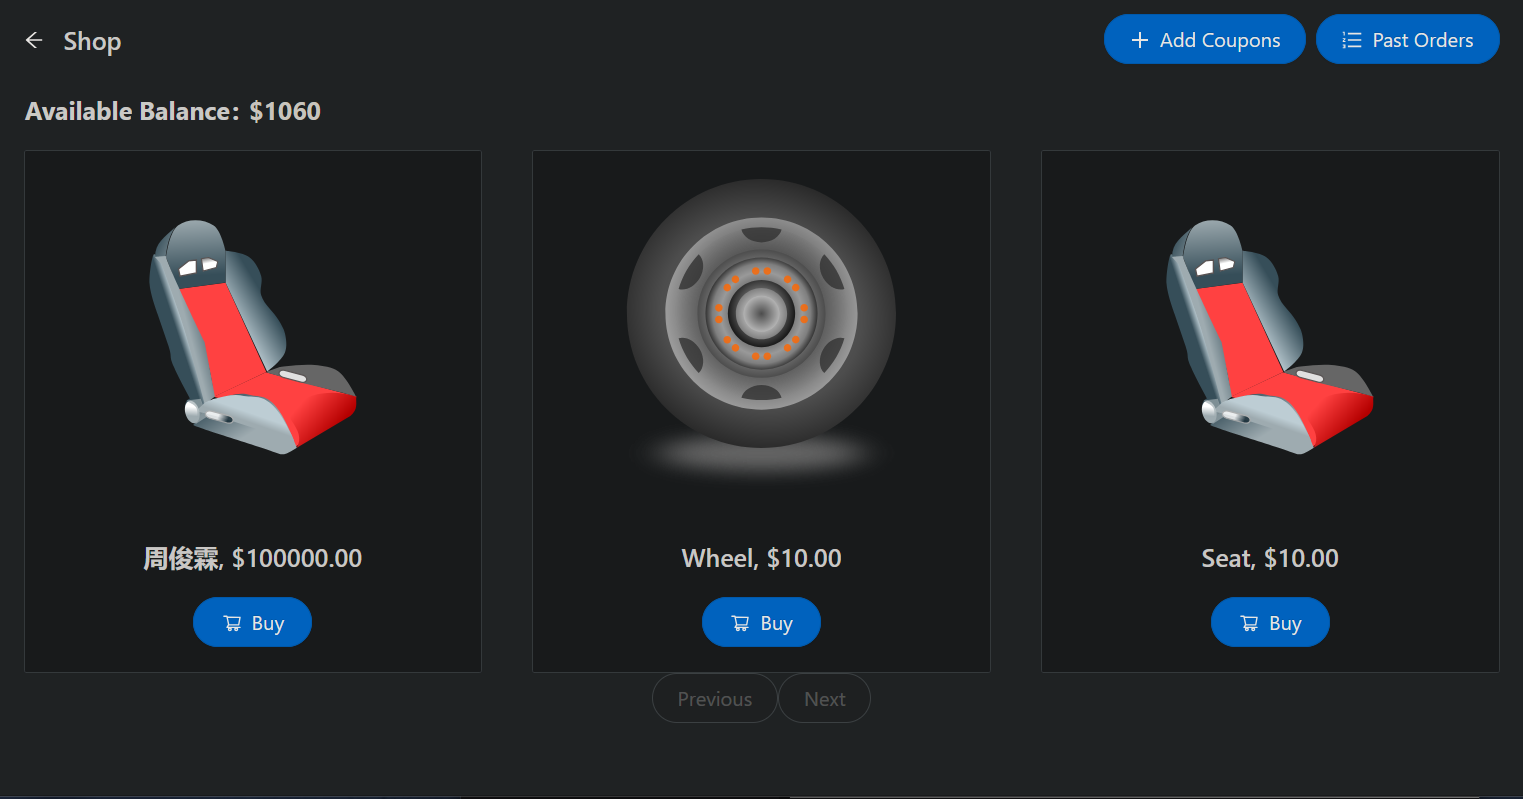 Shop
Add Coupons
Past Orders
Available Balance: $1060
周俊霖, $100000.00
Wheel, $10.00
Seat, $10.00
Buy
Buy
Buy
Previous
Next